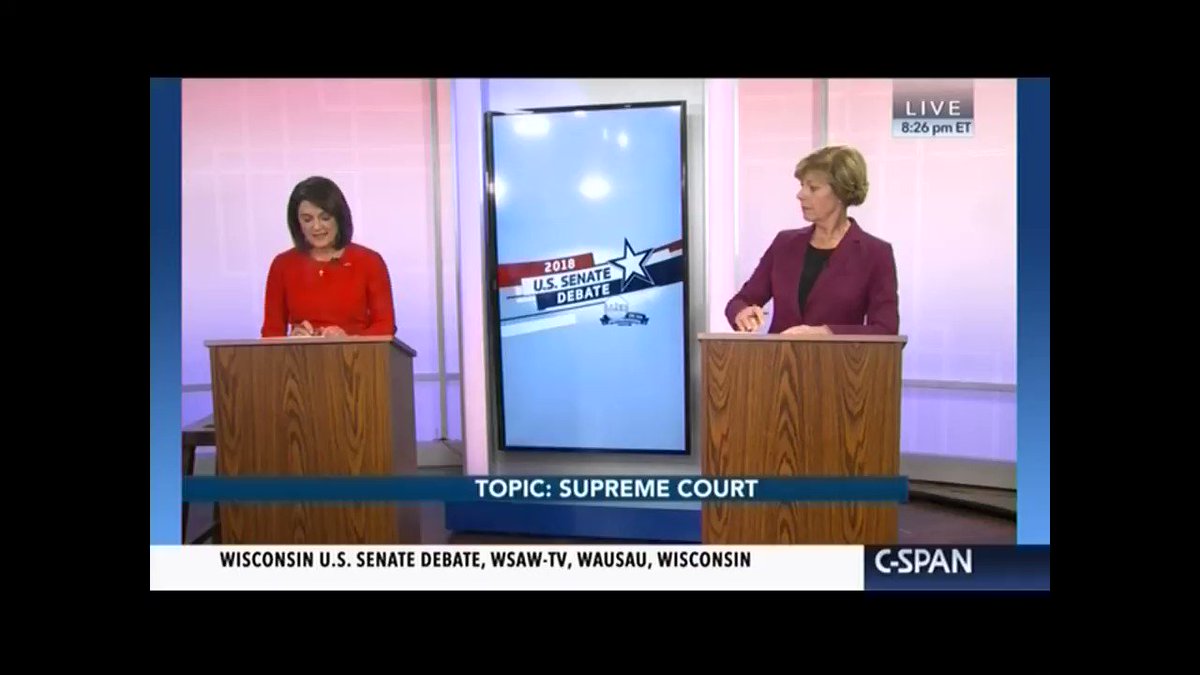 LIVE
8:26 pm ET
2018
U.S. SENATE
DEBATE
TOPIC: SUPREME COURT
WISCONSIN U.S. SENATE DEBATE, WSAW-TV, WAUSAU, WISCONSIN
C-SPAN